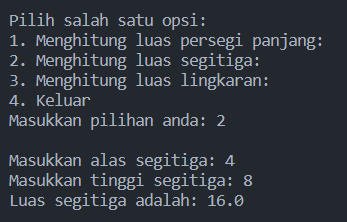 Pilih salah satu opsi:
1. Menghitung luas persegi panjang:
2. Menghitung luas segitiga:
3. Menghitung luas lingkaran:
4. Keluar
Masukkan pilihan anda: 2
Masukkan alas segitiga: 4
Masukkan tinggi segitiga: 8
Luas segitiga adalah: 16.0